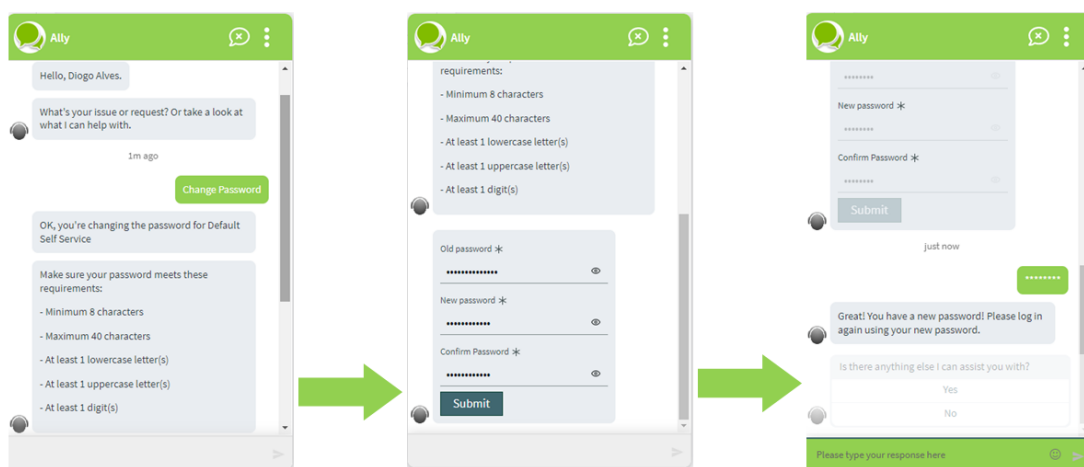 Ally
Hello, Diogo Alves.
What's your issue or request? Or take a look at
what I can help with.
1m ago
Change Password
OK, you're changing the password for Default
Self Service
Make sure your password meets these
requirements:
- Minimum 8 characters
- Maximum 40 characters
- At least 1 lowercase letter(s)
- At least 1 uppercase letter(s)
- At least 1 digit(s)
Ally
requirements:
- Minimum 8 characters
- Maximum 40 characters
- At least 1 lowercase letter(s)
- At least 1 uppercase letter(s)
- At least 1 digit(s)
Old password *
New password *
Confirm Password *
Submit
Ally
New password *
Confirm Password *
Submit
just now
Great! You have a new password! Please log in
again using your new password.
Is there anything else I can assist you with?
Yes
No
Please type your response here